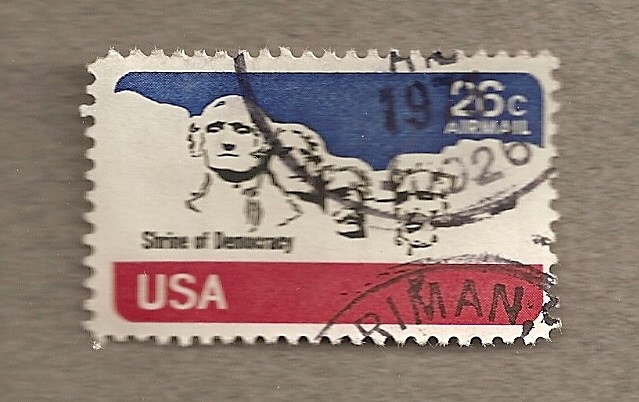 26c
AIRMAIL
Shrine of Democracy
USA
RIMAN,